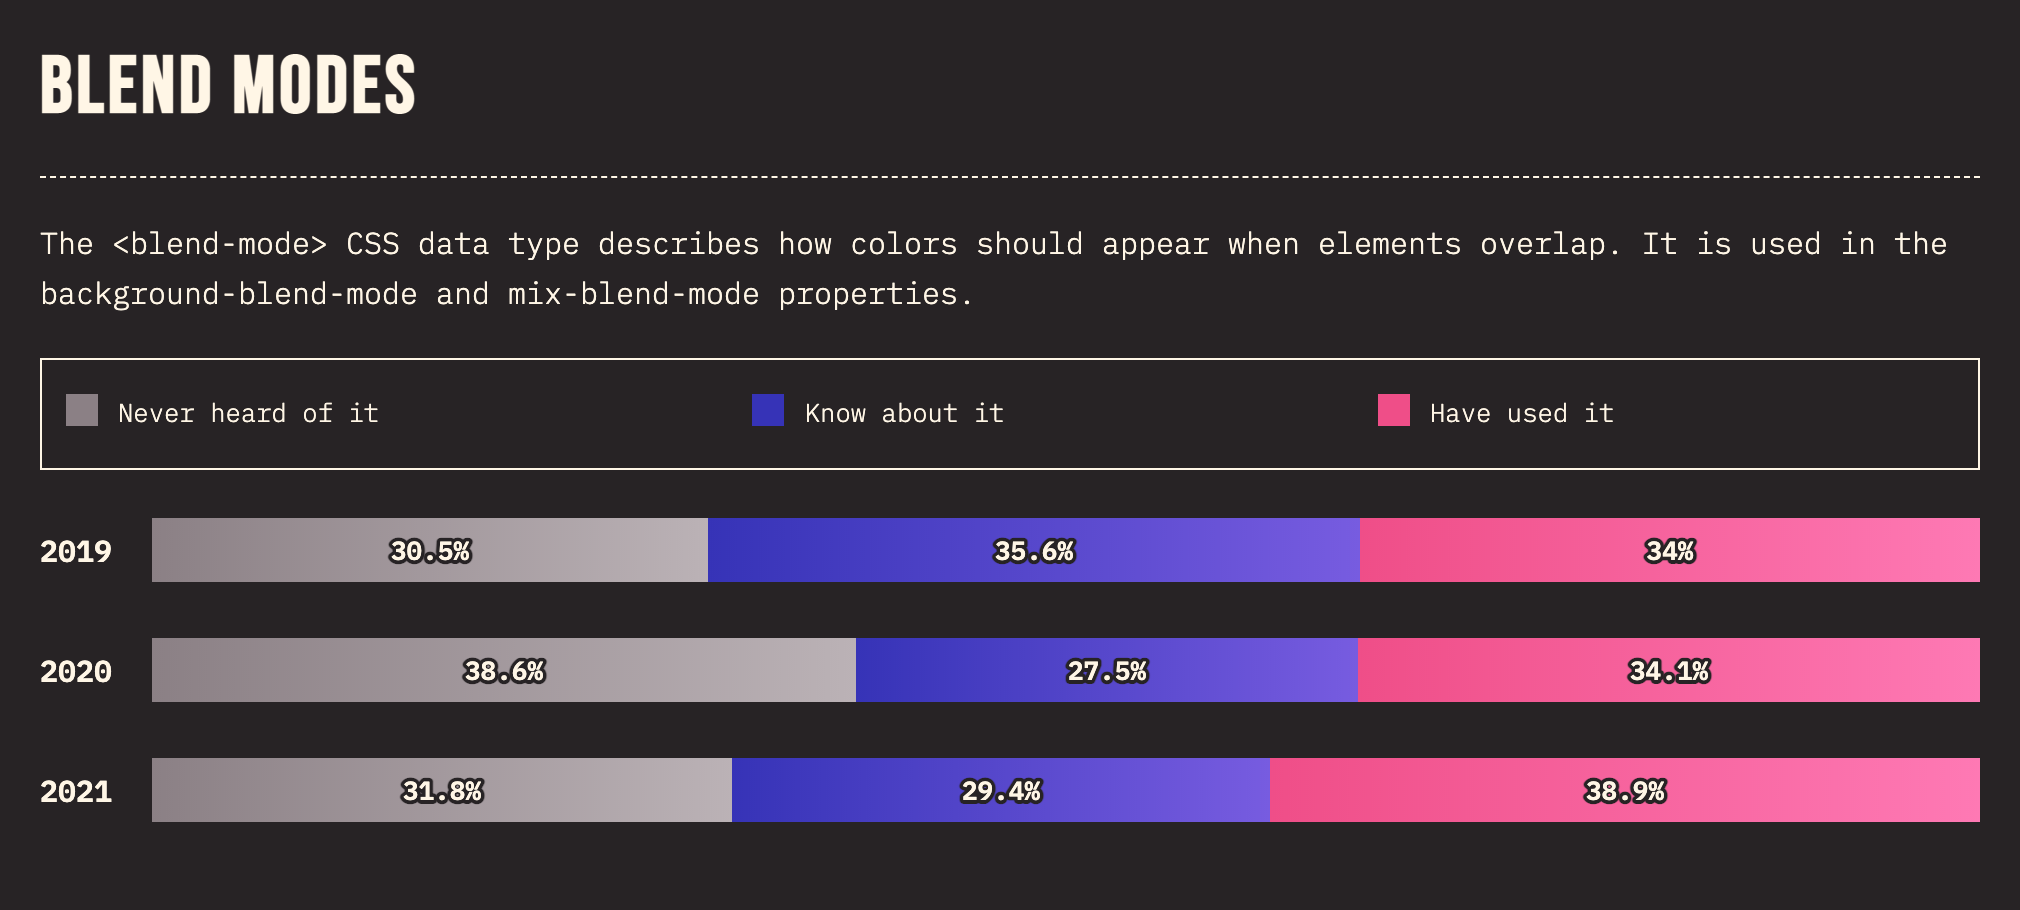 BLEND MODES
The <blend-mode> CSS data type describes how colors should appear when elements overlap. It is used in the
background-blend-mode and mix-blend-mode properties.
Never heard of it Know about it Have used it
2019 30.5% 35.6% 34%
2020 38.6% 27.5% 34.1%
2021 31.8% 29.4% 38.9%